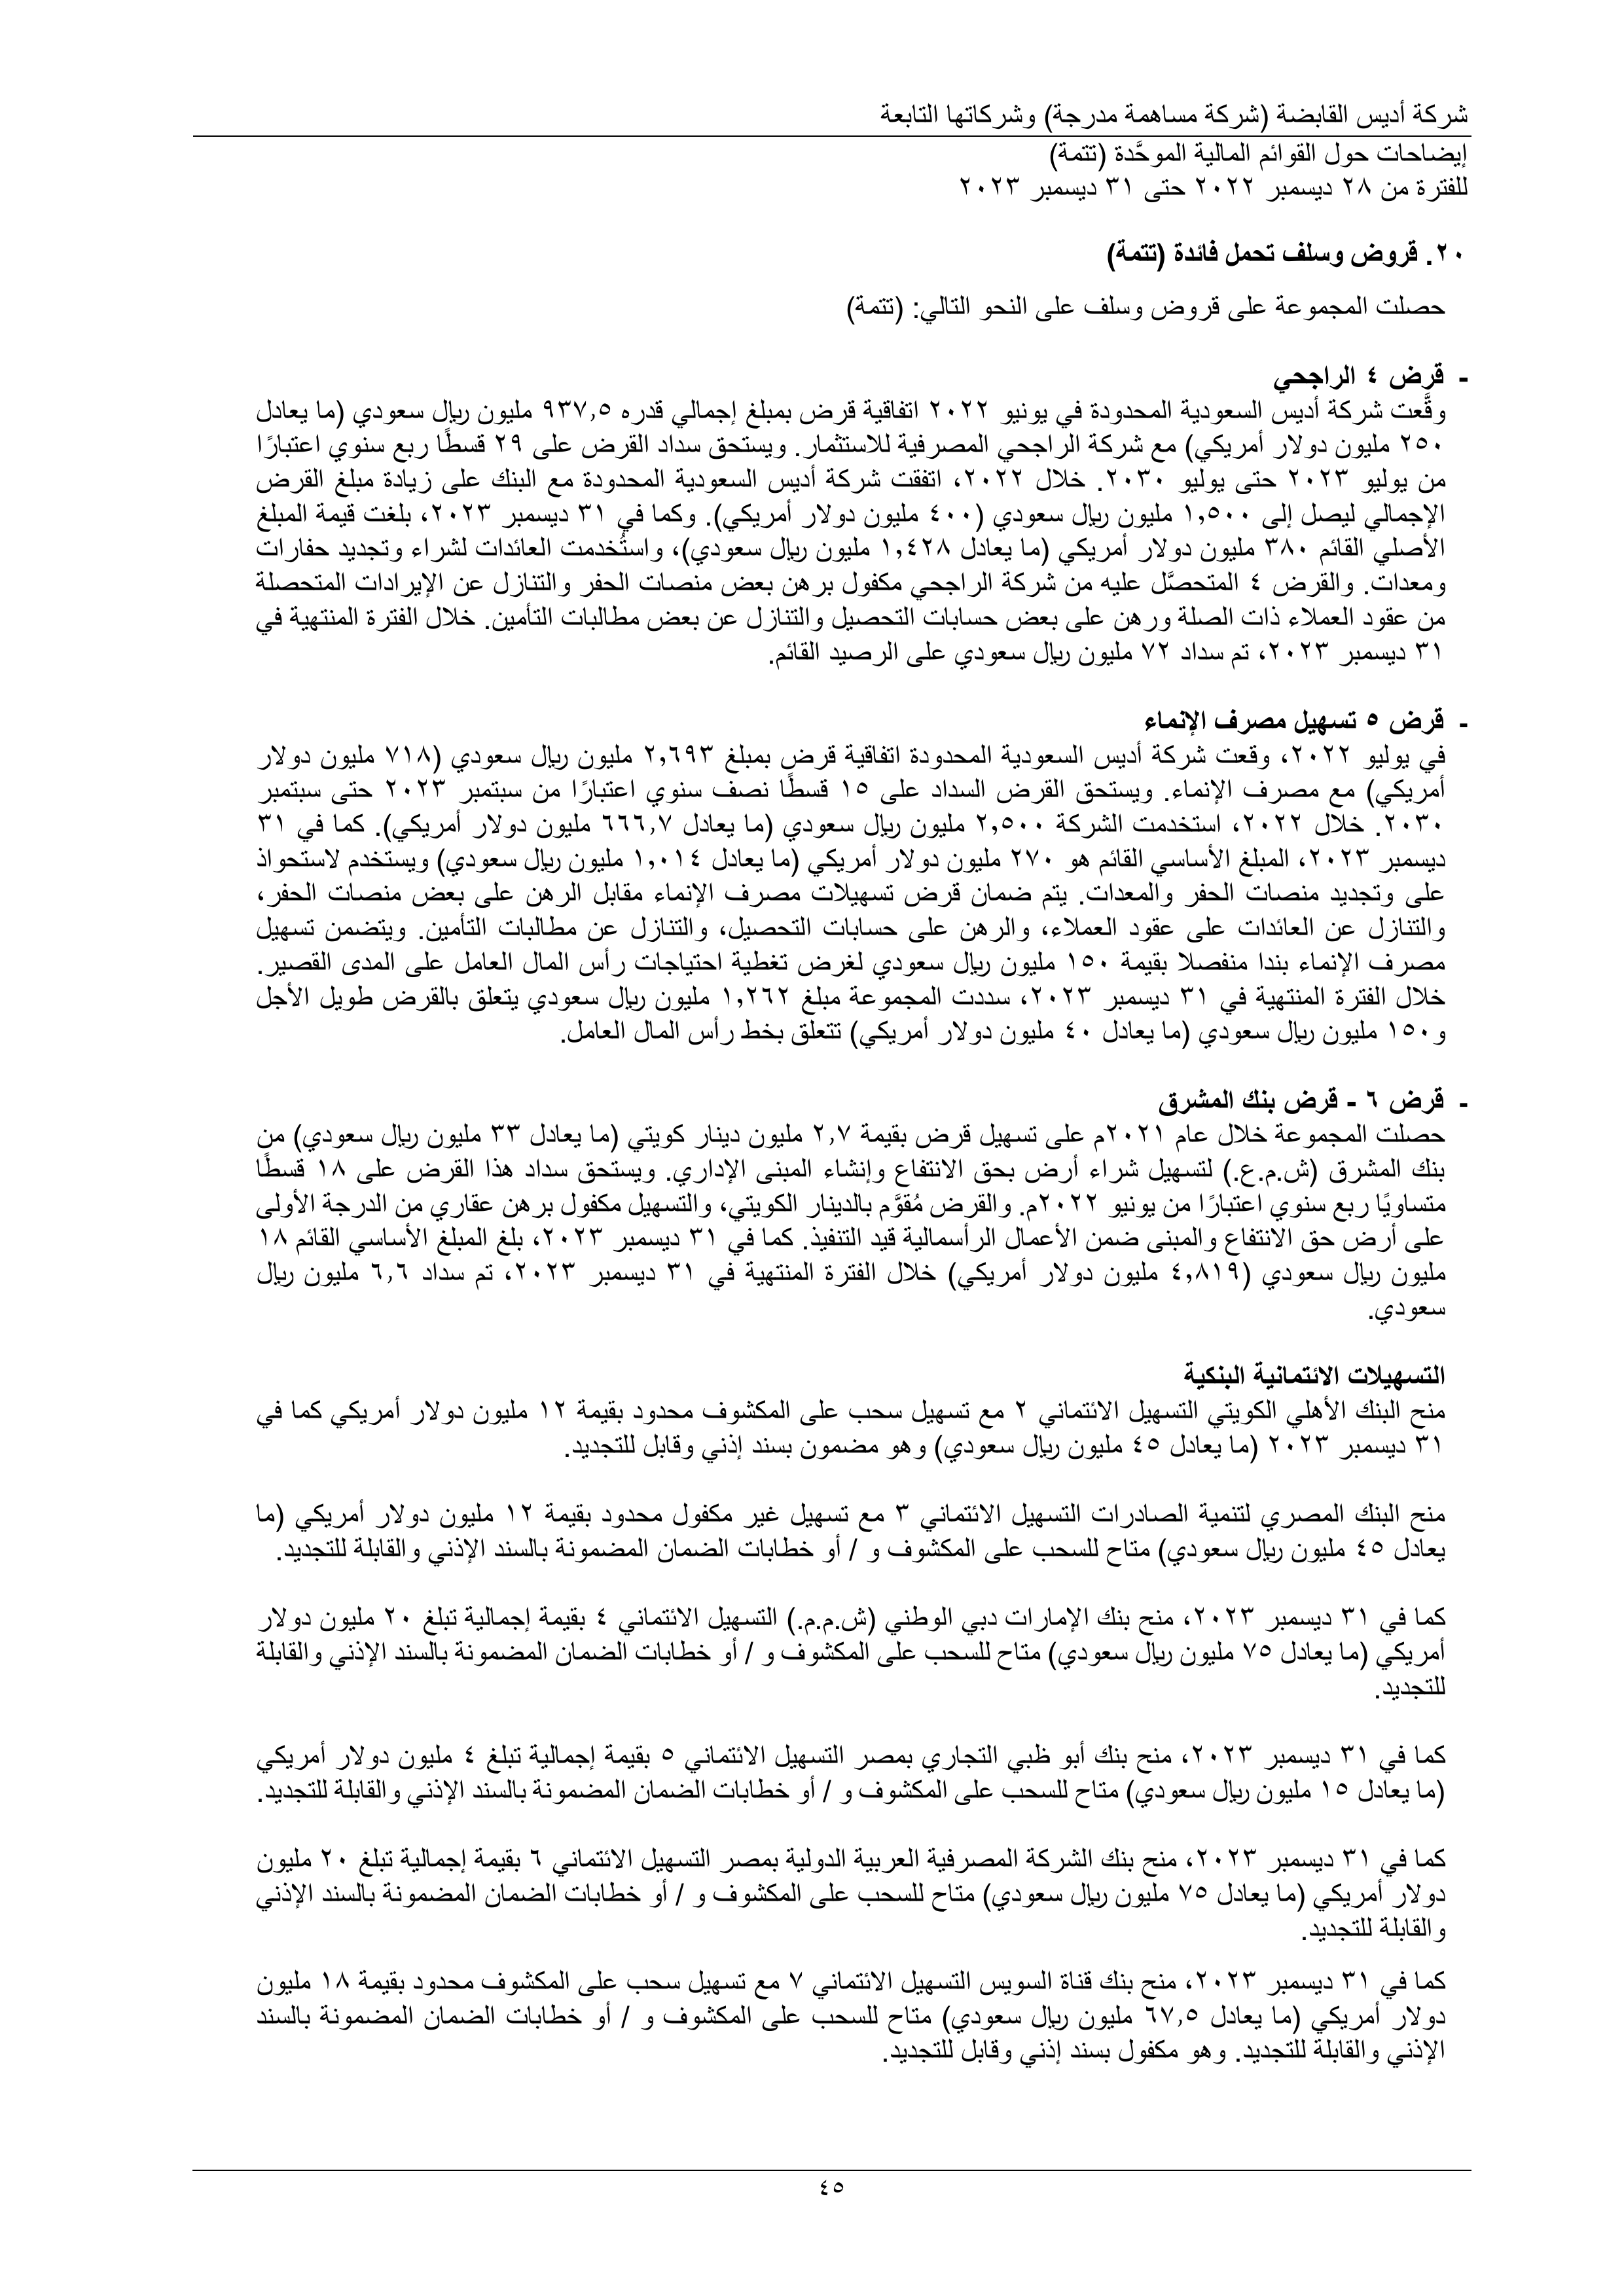 شركة أديس القابضة (شركة مساهمة مدرجة) وشركاتها التابعة
إيضاحات حول القوائم المالية الموحَّدة (تتمة)
للفترة من ٢٨ ديسمبر ٢٠٢٢ حتى ٣١ ديسمبر ٢٠٢٣
٢٠. قروض وسلف تحمل فائدة (تتمة)
حصلت المجموعة على قروض وسلف على النحو التالي: (تتمة)
- قرض ٤ الراجحي
وقَّعت شركة أديس السعودية المحدودة في يونيو ٢٠٢٢ اتفاقية قرض بمبلغ إجمالي قدره ٩٣٧,٥ مليون ريال سعودي (ما يعادل
٢٥٠ مليون دولار أمريكي) مع شركة الراجحي المصرفية للاستثمار. ويستحق سداد القرض على ٢٩ قسطًا ربع سنوي اعتبارًا
من يوليو ٢٠٢٣ حتى يوليو ٢٠٣٠. خلال ٢٠٢٢، اتفقت شركة أديس السعودية المحدودة مع البنك على زيادة مبلغ القرض
الإجمالي ليصل إلى ١,٥٠٠ مليون ريال سعودي (٤٠٠ مليون دولار أمريكي). وكما في ٣١ ديسمبر ٢٠٢٣، بلغت قيمة المبلغ
الأصلي القائم ٣٨٠ مليون دولار أمريكي (ما يعادل ١,٤٢٨ مليون ريال سعودي)، واستُخدمت العائدات لشراء وتجديد حفارات
ومعدات. والقرض ٤ المتحصَّل عليه من شركة الراجحي مكفول برهن بعض منصات الحفر والتنازل عن الإيرادات المتحصلة
من عقود العملاء ذات الصلة ورهن على بعض حسابات التحصيل والتنازل عن بعض مطالبات التأمين. خلال الفترة المنتهية في
٣١ ديسمبر ٢٠٢٣، تم سداد ٧٢ مليون ريال سعودي على الرصيد القائم.
- قرض ٥ تسهيل مصرف الإنماء
في يوليو ٢٠٢٢، وقعت شركة أديس السعودية المحدودة اتفاقية قرض بمبلغ ٢,٦٩٣ مليون ريال سعودي (٧١٨ مليون دولار
أمريكي) مع مصرف الإنماء. ويستحق القرض السداد على ١٥ قسطًا نصف سنوي اعتبارًا من سبتمبر ٢٠٢٣ حتى سبتمبر
٢٠٣٠. خلال ٢٠٢٢، استخدمت الشركة ٢,٥٠٠ مليون ريال سعودي (ما يعادل ٦٦٦,٧ مليون دولار أمريكي). كما في ٣١
ديسمبر ٢٠٢٣، المبلغ الأساسي القائم هو ٢٧٠ مليون دولار أمريكي (ما يعادل ١,٠١٤ مليون ريال سعودي) ويستخدم لاستحواذ
على وتجديد منصات الحفر والمعدات. يتم ضمان قرض تسهيلات مصرف الإنماء مقابل الرهن على بعض منصات الحفر،
والتنازل عن العائدات على عقود العملاء، والرهن على حسابات التحصيل، والتنازل عن مطالبات التأمين. ويتضمن تسهيل
مصرف الإنماء بندا منفصلا بقيمة ١٥٠ مليون ريال سعودي لغرض تغطية احتياجات رأس المال العامل على المدى القصير.
خلال الفترة المنتهية في ٣١ ديسمبر ٢٠٢٣، سددت المجموعة مبلغ ١,٢٦٢ مليون ريال سعودي يتعلق بالقرض طويل الأجل
و١٥٠ مليون ريال سعودي (ما يعادل ٤٠ مليون دولار أمريكي) تتعلق بخط رأس المال العامل.
- قرض ٦ - قرض بنك المشرق
حصلت المجموعة خلال عام ٢٠٢١م على تسهيل قرض بقيمة ٢,٧ مليون دينار كويتي (ما يعادل ٣٣ مليون ريال سعودي) من
بنك المشرق (ش.م.ع.) لتسهيل شراء أرض بحق الانتفاع وإنشاء المبنى الإداري. ويستحق سداد هذا القرض على ١٨ قسطًا
متساويًا ربع سنوي اعتبارًا من يونيو ٢٠٢٢م. والقرض مُقوَّم بالدينار الكويتي، والتسهيل مكفول برهن عقاري من الدرجة الأولى
على أرض حق الانتفاع والمبنى ضمن الأعمال الرأسمالية قيد التنفيذ. كما في ٣١ ديسمبر ٢٠٢٣، بلغ المبلغ الأساسي القائم ١٨
مليون ريال سعودي (٤,٨١٩ مليون دولار أمريكي) خلال الفترة المنتهية في ٣١ ديسمبر ٢٠٢٣، تم سداد ٦,٦ مليون ريال
سعودي.
التسهيلات الائتمانية البنكية
منح البنك الأهلي الكويتي التسهيل الائتماني ٢ مع تسهيل سحب على المكشوف محدود بقيمة ١٢ مليون دولار أمريكي كما في
٣١ ديسمبر ٢٠٢٣ (ما يعادل ٤٥ مليون ريال سعودي) وهو مضمون بسند إذني وقابل للتجديد.
منح البنك المصري لتنمية الصادرات التسهيل الائتماني ٣ مع تسهيل غير مكفول محدود بقيمة ١٢ مليون دولار أمريكي (ما
يعادل ٤٥ مليون ريال سعودي) متاح للسحب على المكشوف و / أو خطابات الضمان المضمونة بالسند الإذني والقابلة للتجديد.
كما في ٣١ ديسمبر ٢٠٢٣، منح بنك الإمارات دبي الوطني (ش.م.م.) التسهيل الائتماني ٤ بقيمة إجمالية تبلغ ٢٠ مليون دولار
أمريكي (ما يعادل ٧٥ مليون ريال سعودي) متاح للسحب على المكشوف و / أو خطابات الضمان المضمونة بالسند الإذني والقابلة
للتجديد.
كما في ٣١ ديسمبر ٢٠٢٣، منح بنك أبو ظبي التجاري بمصر التسهيل الائتماني ٥ بقيمة إجمالية تبلغ ٤ مليون دولار أمريكي
(ما يعادل ١٥ مليون ريال سعودي) متاح للسحب على المكشوف و / أو خطابات الضمان المضمونة بالسند الإذني والقابلة للتجديد.
كما في ٣١ ديسمبر ٢٠٢٣، منح بنك الشركة المصرفية العربية الدولية بمصر التسهيل الائتماني ٦ بقيمة إجمالية تبلغ ٢٠ مليون
دولار أمريكي (ما يعادل ٧٥ مليون ريال سعودي) متاح للسحب على المكشوف و / أو خطابات الضمان المضمونة بالسند الإذني
والقابلة للتجديد.
كما في ٣١ ديسمبر ٢٠٢٣، منح بنك قناة السويس التسهيل الائتماني ٧ مع تسهيل سحب على المكشوف محدود بقيمة ١٨ مليون
دولار أمريكي (ما يعادل ٦٧,٥ مليون ريال سعودي) متاح للسحب على المكشوف و / أو خطابات الضمان المضمونة بالسند
الإذني والقابلة للتجديد. وهو مكفول بسند إذني وقابل للتجديد.
٤٥